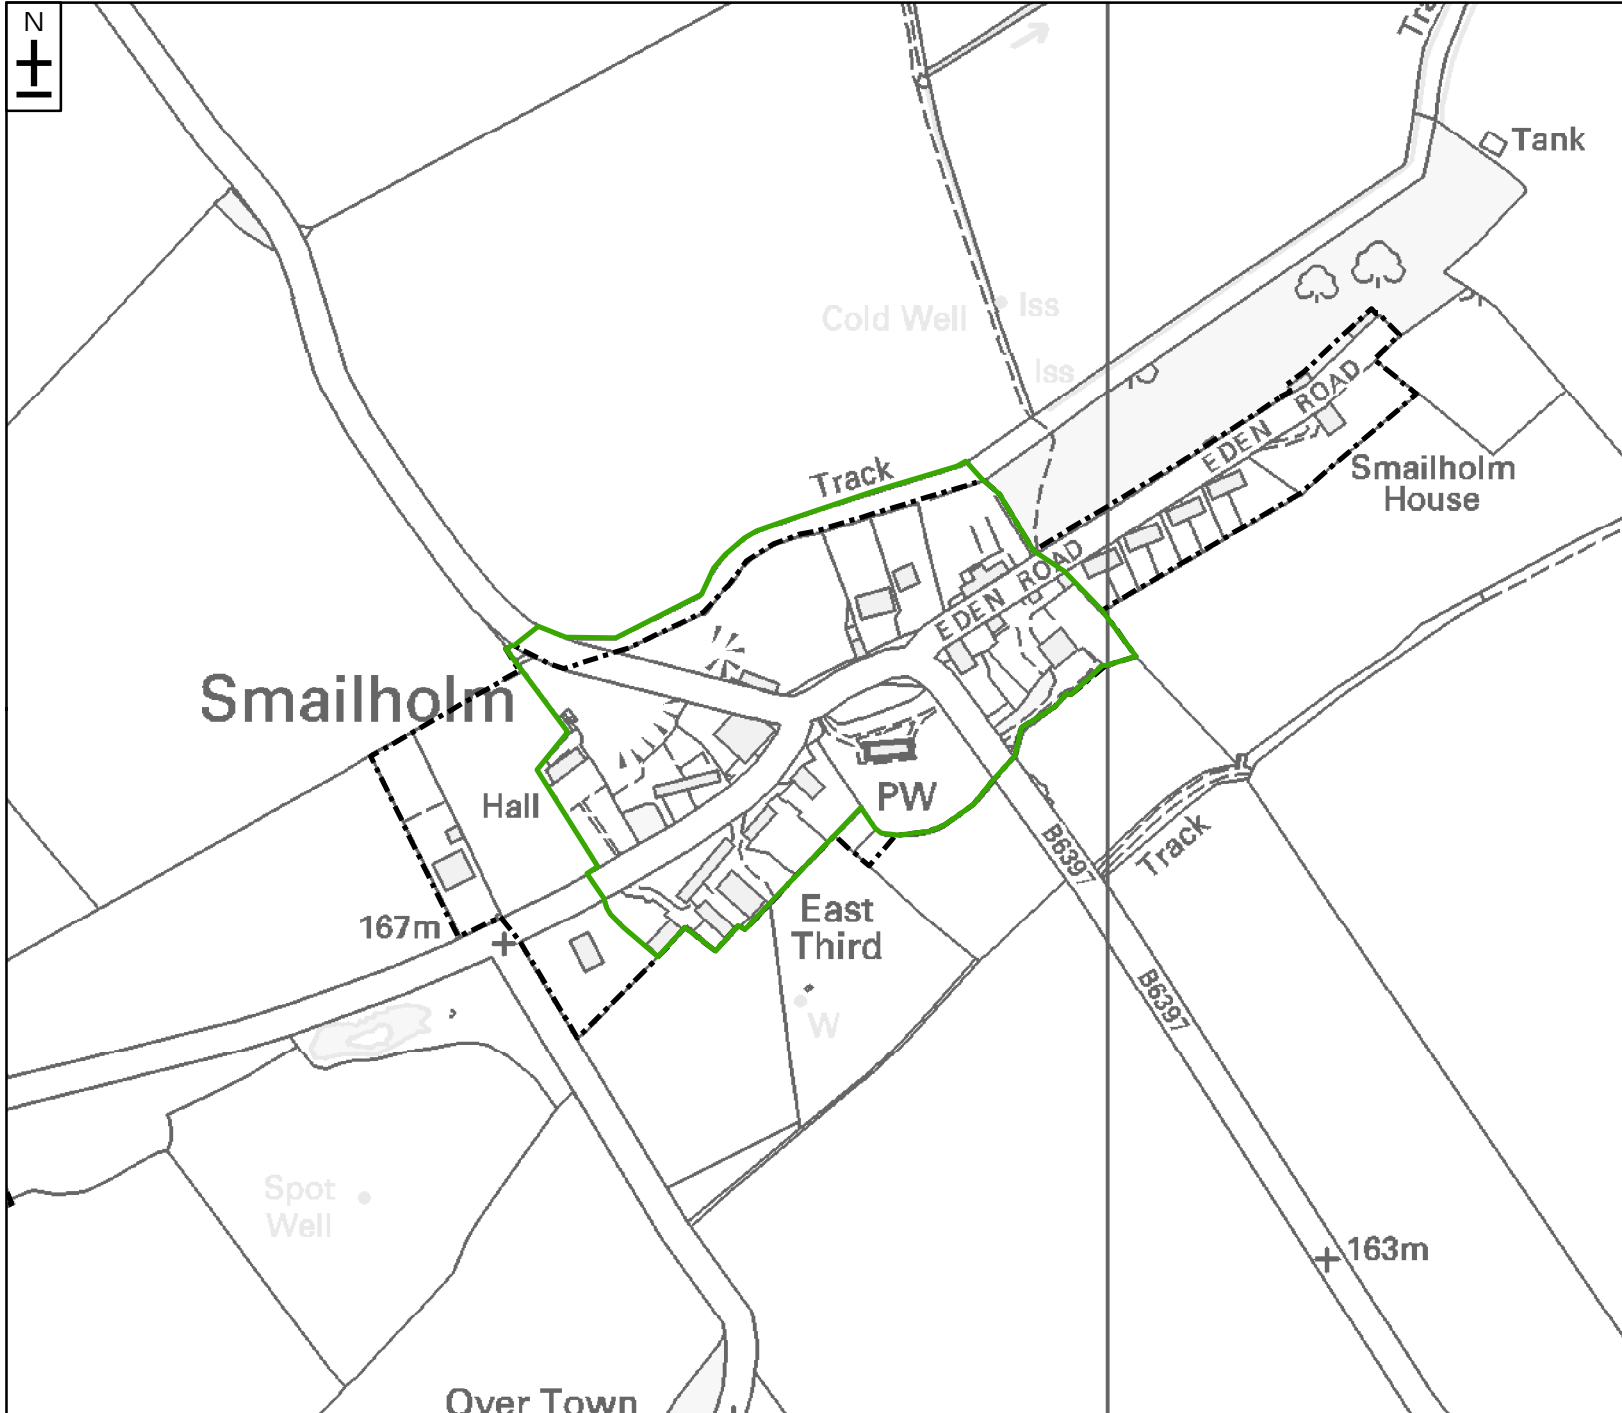 N
Tra
Tank
Cold Well
Iss
Iss
EDEN ROAD
Track
Smailholm
House
EDEN ROAD
Smailholm
Hall
PW
B6397
Track
167m
East
Third
B6397
W
Spot
Well
163m
Over Town